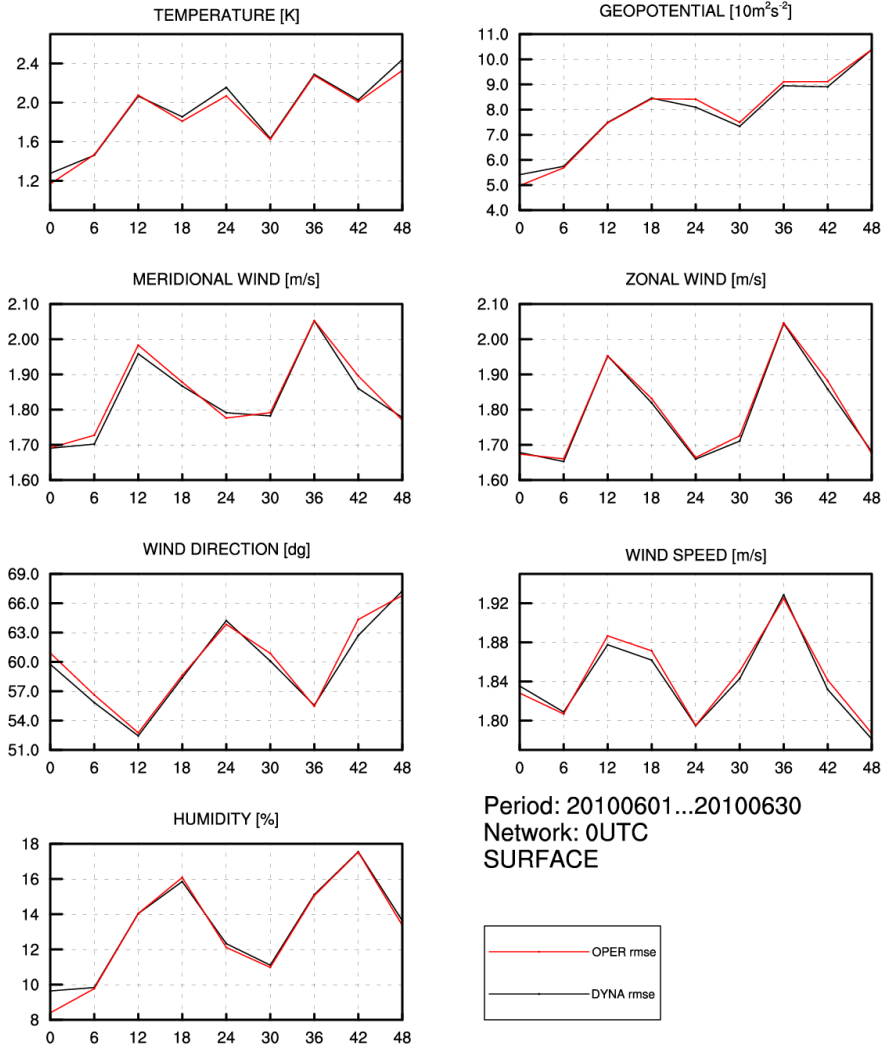 TEMPERATURE [K]
2.4
2.0
1.6
1.2
0 6 12 18 24 30 36 42 48
GEOPOTENTIAL [10m²s⁻²]
11.0
10.0
9.0
8.0
7.0
6.0
5.0
4.0
0 6 12 18 24 30 36 42 48
MERIDIONAL WIND [m/s]
2.10
2.00
1.90
1.80
1.70
1.60
0 6 12 18 24 30 36 42 48
ZONAL WIND [m/s]
2.10
2.00
1.90
1.80
1.70
1.60
0 6 12 18 24 30 36 42 48
WIND DIRECTION [dg]
69.0
66.0
63.0
60.0
57.0
54.0
51.0
0 6 12 18 24 30 36 42 48
WIND SPEED [m/s]
1.92
1.88
1.84
1.80
0 6 12 18 24 30 36 42 48
HUMIDITY [%]
18
16
14
12
10
8
0 6 12 18 24 30 36 42 48
Period: 20100601...20100630
Network: 0UTC
SURFACE
OPER rmse
DYNA rmse